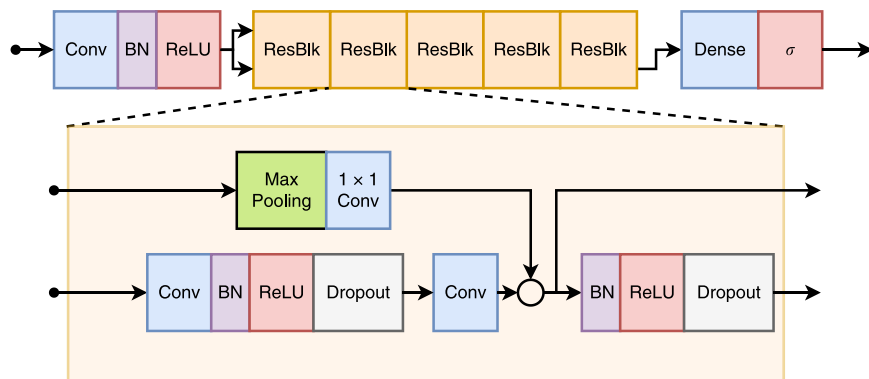 Conv BN ReLU ResBlk ResBlk ResBlk ResBlk ResBlk Dense σ
Max
Pooling
1 × 1
Conv
Conv BN ReLU Dropout Conv BN ReLU Dropout